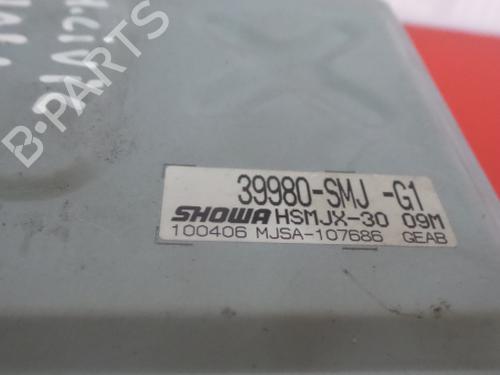 B-PARTS
39980-SMJ -G1
SHOWA HSMJX-30 09M
100406 MJSA-107686 GEAB